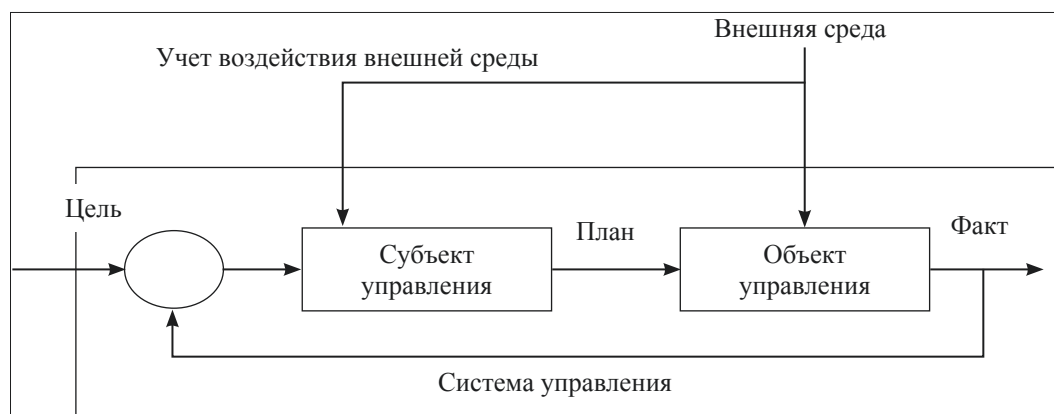 Внешняя среда
Учет воздействия внешней среды
Цель
Субъект
управления
План
Объект
управления
Факт
Система управления